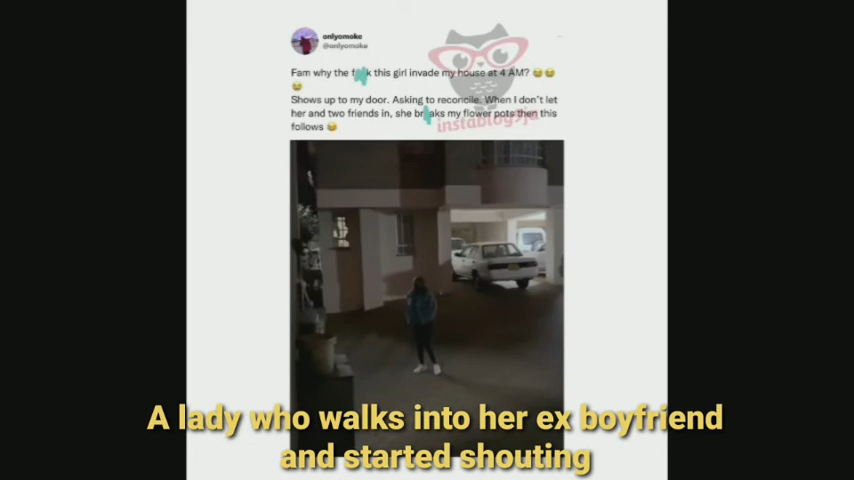 onlyomoke
@onlyomoke
Fam why the f k this girl invade my house at 4 AM? 😂😂
😂
Shows up to my door. Asking to reconcile. When I don't let
her and two friends in, she breaks my flower pots then this
follows 😂
instablog9ja
A lady who walks into her ex boyfriend
and started shouting